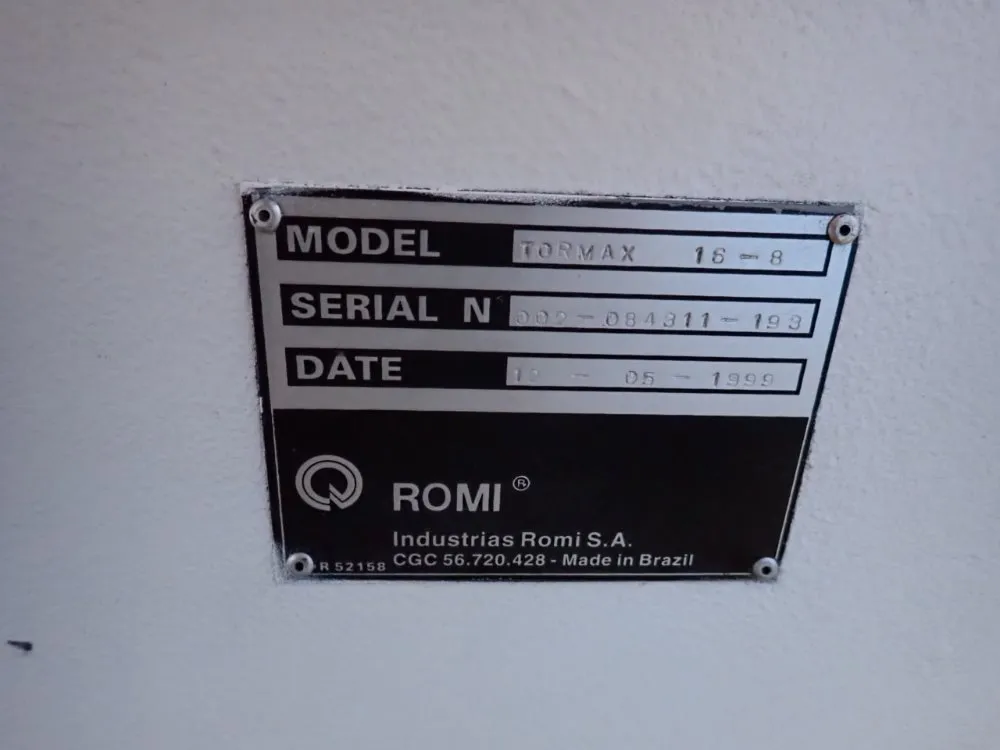 MODEL TORMAX 16-8
SERIAL N 002-084311-193
DATE - 05 - 1999
ROMI ®
Industrias Romi S.A.
R 52158 CGC 56.720.428 - Made in Brazil